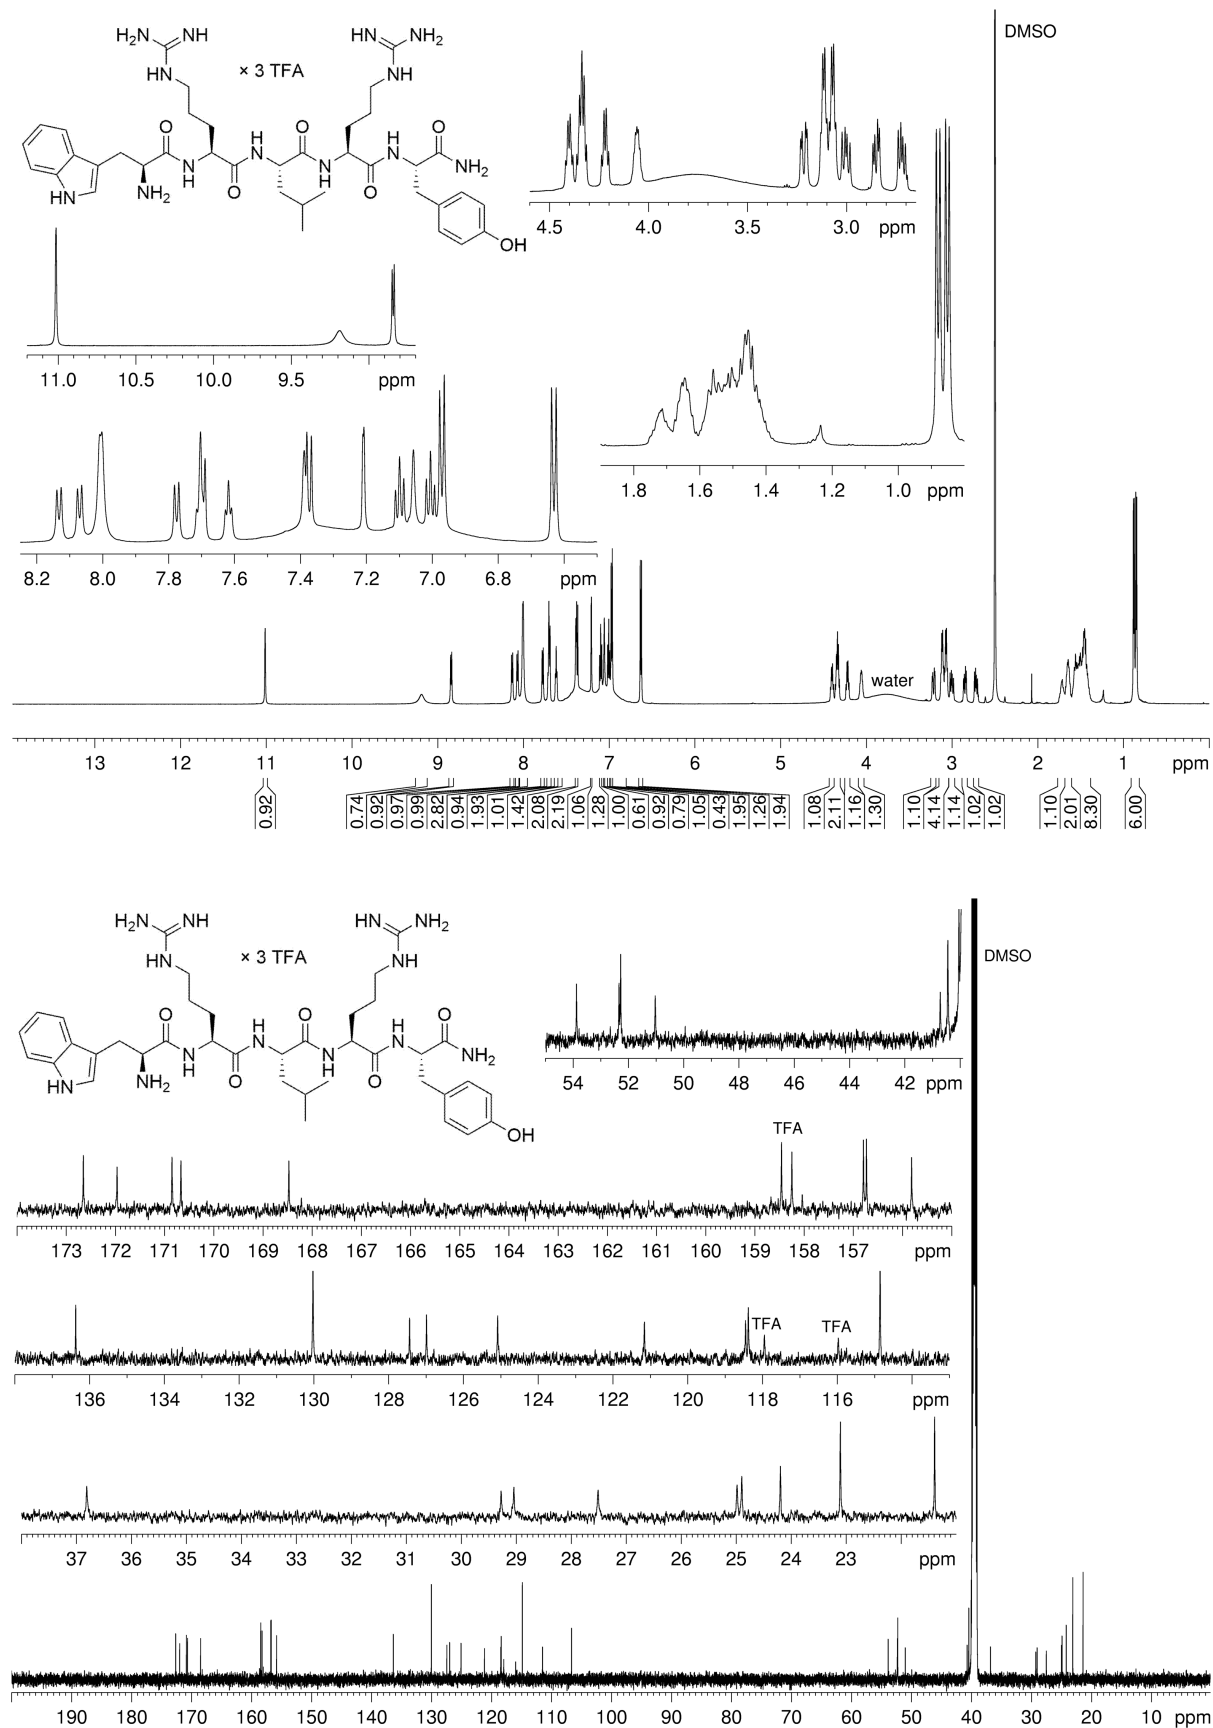 H₂N NH HN NH₂
HN × 3 TFA NH
O H N O H N O
N H O N H O NH₂
HN NH₂
OH
DMSO
4.5 4.0 3.5 3.0 ppm
11.0 10.5 10.0 9.5 ppm
1.8 1.6 1.4 1.2 1.0 ppm
8.2 8.0 7.8 7.6 7.4 7.2 7.0 6.8 ppm
water
13 12 11 10 9 8 7 6 5 4 3 2 1 ppm
0.92 0.74 0.92 0.97 0.99 2.82 0.94 1.93 1.01 1.42 2.08 2.19 1.06 1.28 1.00 0.61 0.92 0.79 1.05 0.43 1.95 1.26 1.94 1.08 2.11 1.16 1.30 1.10 4.14 1.14 1.02 1.02 1.10 2.01 8.30 6.00
H₂N NH HN NH₂
HN × 3 TFA NH
O H N O H N O
N H O N H O NH₂
HN NH₂
OH
DMSO
54 52 50 48 46 44 42 ppm
TFA
173 172 171 170 169 168 167 166 165 164 163 162 161 160 159 158 157 ppm
TFA TFA
136 134 132 130 128 126 124 122 120 118 116 ppm
37 36 35 34 33 32 31 30 29 28 27 26 25 24 23 ppm
190 180 170 160 150 140 130 120 110 100 90 80 70 60 50 40 30 20 10 ppm